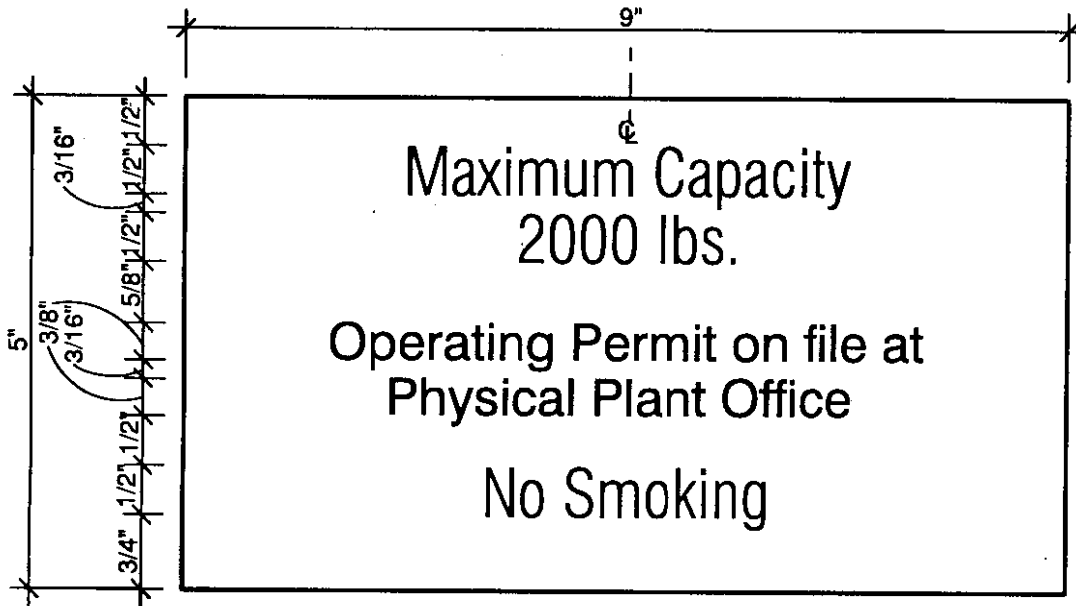 9"
℄
5"
1/2"
1/2"
3/16"
1/2"
5/8"
3/8"
3/16"
1/2"
1/2"
3/4"
Maximum Capacity
2000 lbs.
Operating Permit on file at
Physical Plant Office
No Smoking